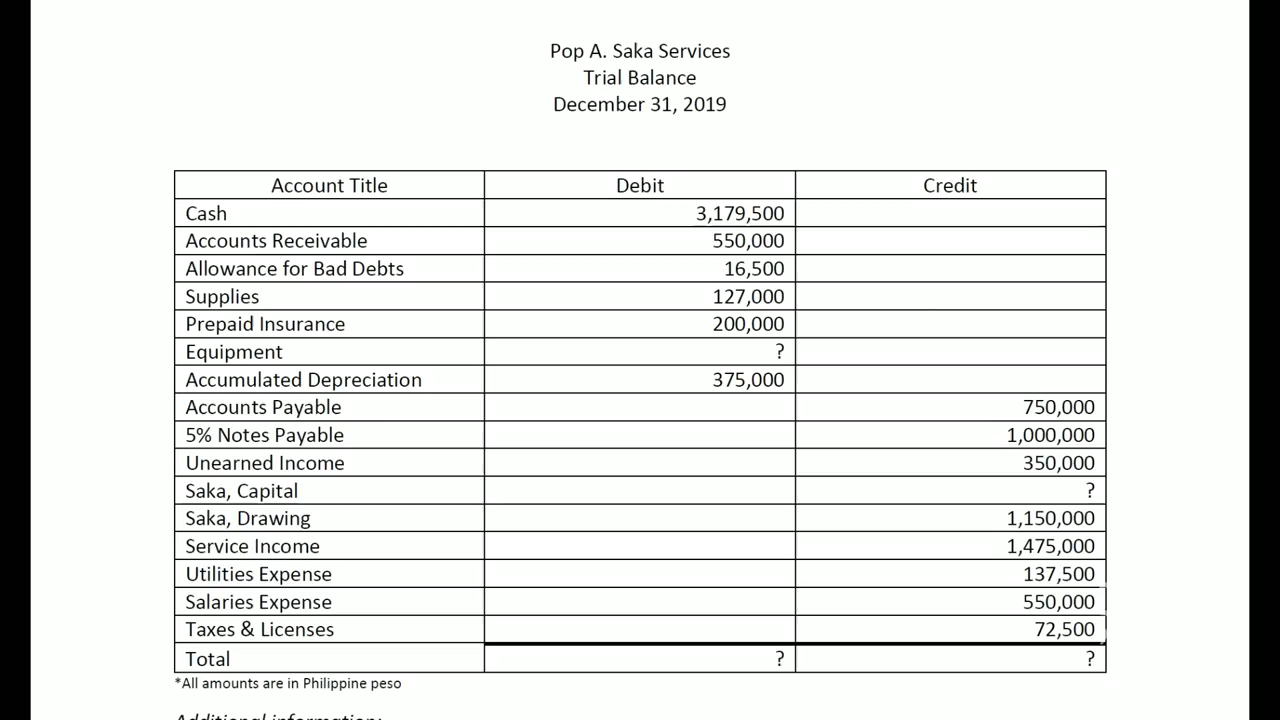 Pop A. Saka Services
Trial Balance
December 31, 2019
Account Title Debit Credit
Cash 3,179,500
Accounts Receivable 550,000
Allowance for Bad Debts 16,500
Supplies 127,000
Prepaid Insurance 200,000
Equipment ?
Accumulated Depreciation 375,000
Accounts Payable 750,000
5% Notes Payable 1,000,000
Unearned Income 350,000
Saka, Capital ?
Saka, Drawing 1,150,000
Service Income 1,475,000
Utilities Expense 137,500
Salaries Expense 550,000
Taxes & Licenses 72,500
Total ? ?
*All amounts are in Philippine peso
Additional information: